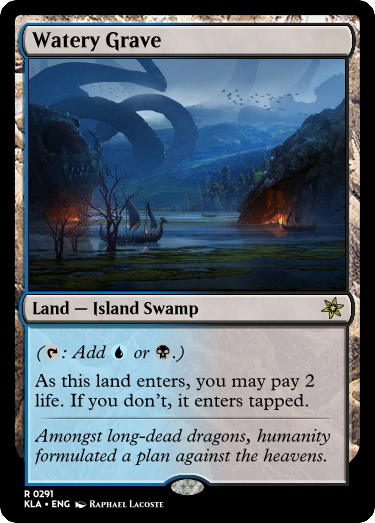 Watery Grave
Land — Island Swamp
(: Add or .)
As this land enters, you may pay 2
life. If you don't, it enters tapped.
Amongst long-dead dragons, humanity
formulated a plan against the heavens.
R 0291
KLA • ENG Raphael Lacoste